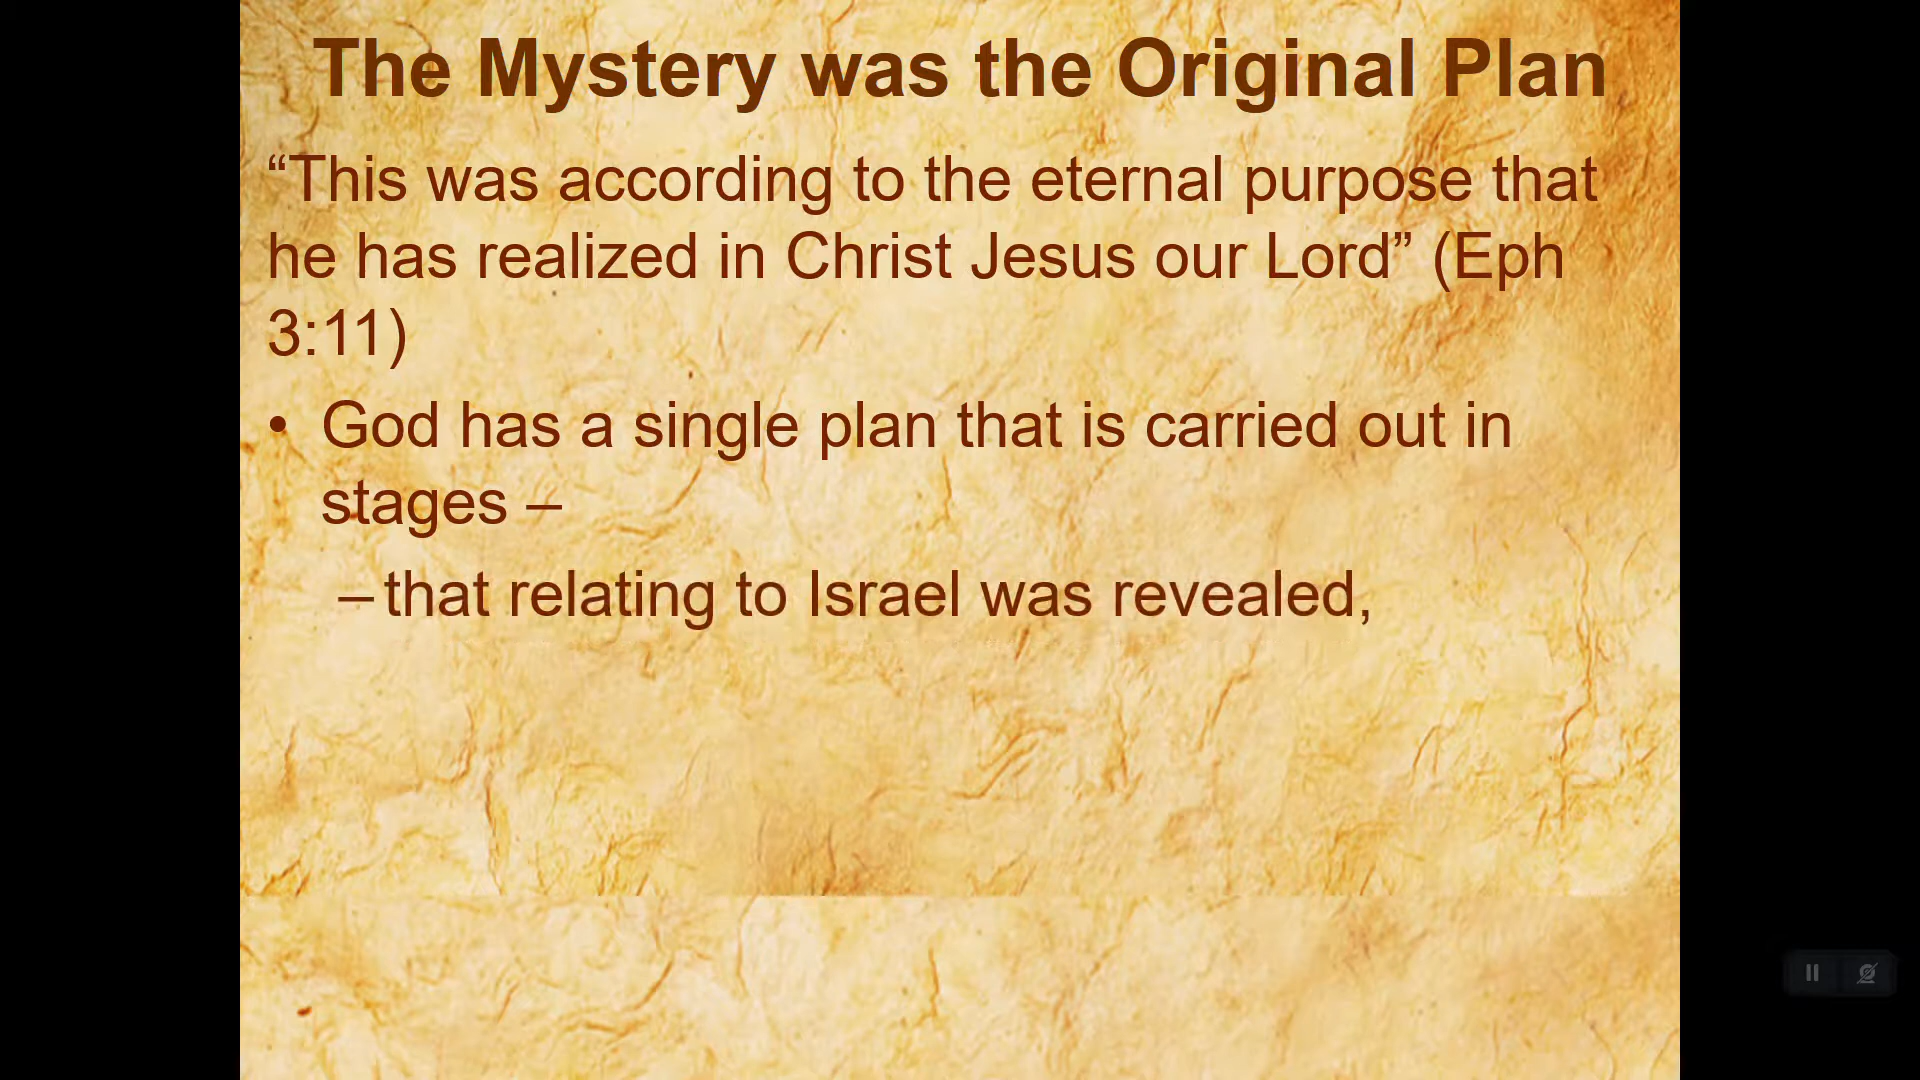 The Mystery was the Original Plan
“This was according to the eternal purpose that
he has realized in Christ Jesus our Lord” (Eph
3:11)
• God has a single plan that is carried out in
stages –
– that relating to Israel was revealed,